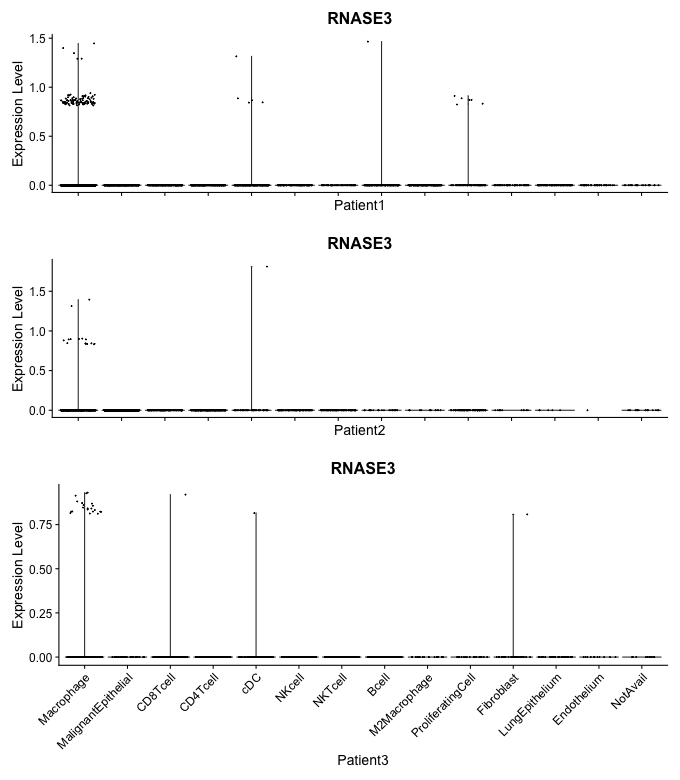 RNASE3
Expression Level
1.5
1.0
0.5
0.0
Patient1
RNASE3
Expression Level
1.5
1.0
0.5
0.0
Patient2
RNASE3
Expression Level
0.75
0.50
0.25
0.00
Macrophage
MalignantEpithelial
CD8Tcell
CD4Tcell
cDC
NKcell
NKTcell
Bcell
M2Macrophage
ProliferatingCell
Fibroblast
LungEpithelium
Endothelium
NotAvail
Patient3